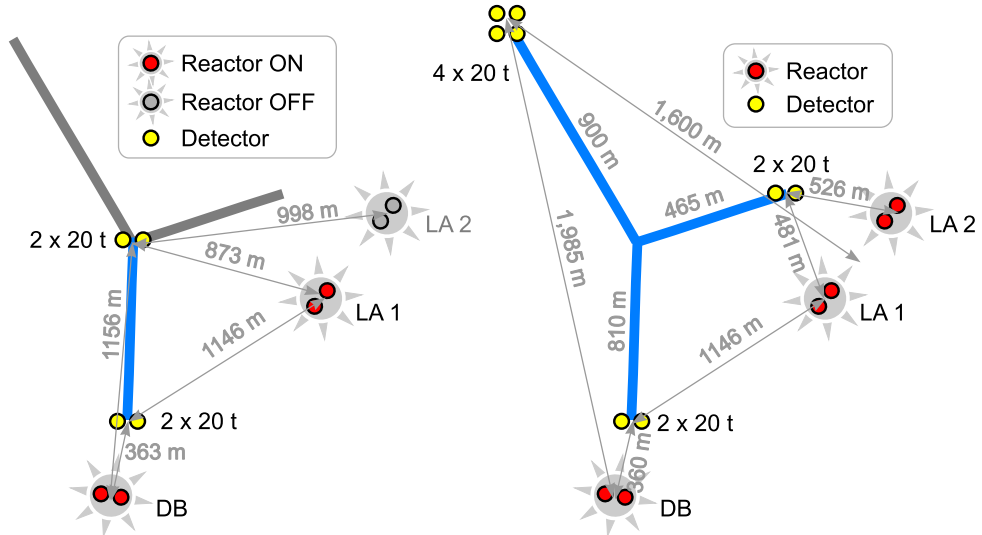 Reactor ON
Reactor OFF
Detector
998 m
LA 2
2 x 20 t
873 m
1156 m
LA 1
1146 m
2 x 20 t
363 m
DB
4 x 20 t
Reactor
Detector
900 m
1,600 m
2 x 20 t
526 m
465 m
LA 2
1,985 m
481 m
810 m
LA 1
1146 m
2 x 20 t
360 m
DB